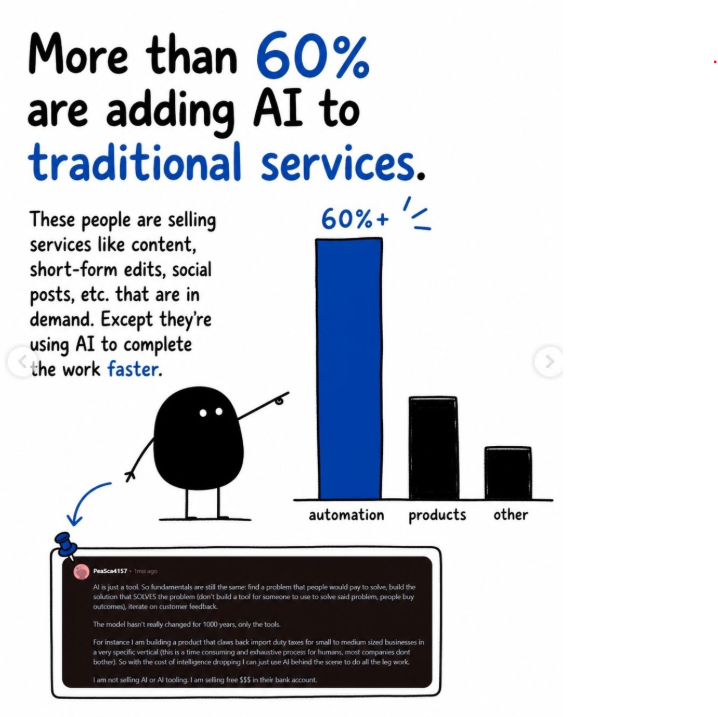 More than 60%
are adding AI to
traditional services.
These people are selling
services like content,
short-form edits, social
posts, etc. that are in
demand. Except they're
using AI to complete
the work faster.
60%+
automation
products
other
PeaSca4157 • 1mo ago
AI is just a tool. So fundamentals are still the same: find a problem that people would pay to solve, build the
solution that SOLVES the problem (don't build a tool for someone to use to solve said problem, people buy
outcomes), iterate on customer feedback.
The model hasn't really changed for 1000 years, only the tools.
For instance I am building a product that claws back import duty taxes for small to medium sized businesses in
a very specific vertical (this is a time consuming and exhaustive process for humans, most companies dont
bother). So with the cost of intelligence dropping I can just use AI behind the scene to do all the leg work.
I am not selling AI or AI tooling. I am selling free $$$ in their bank account.